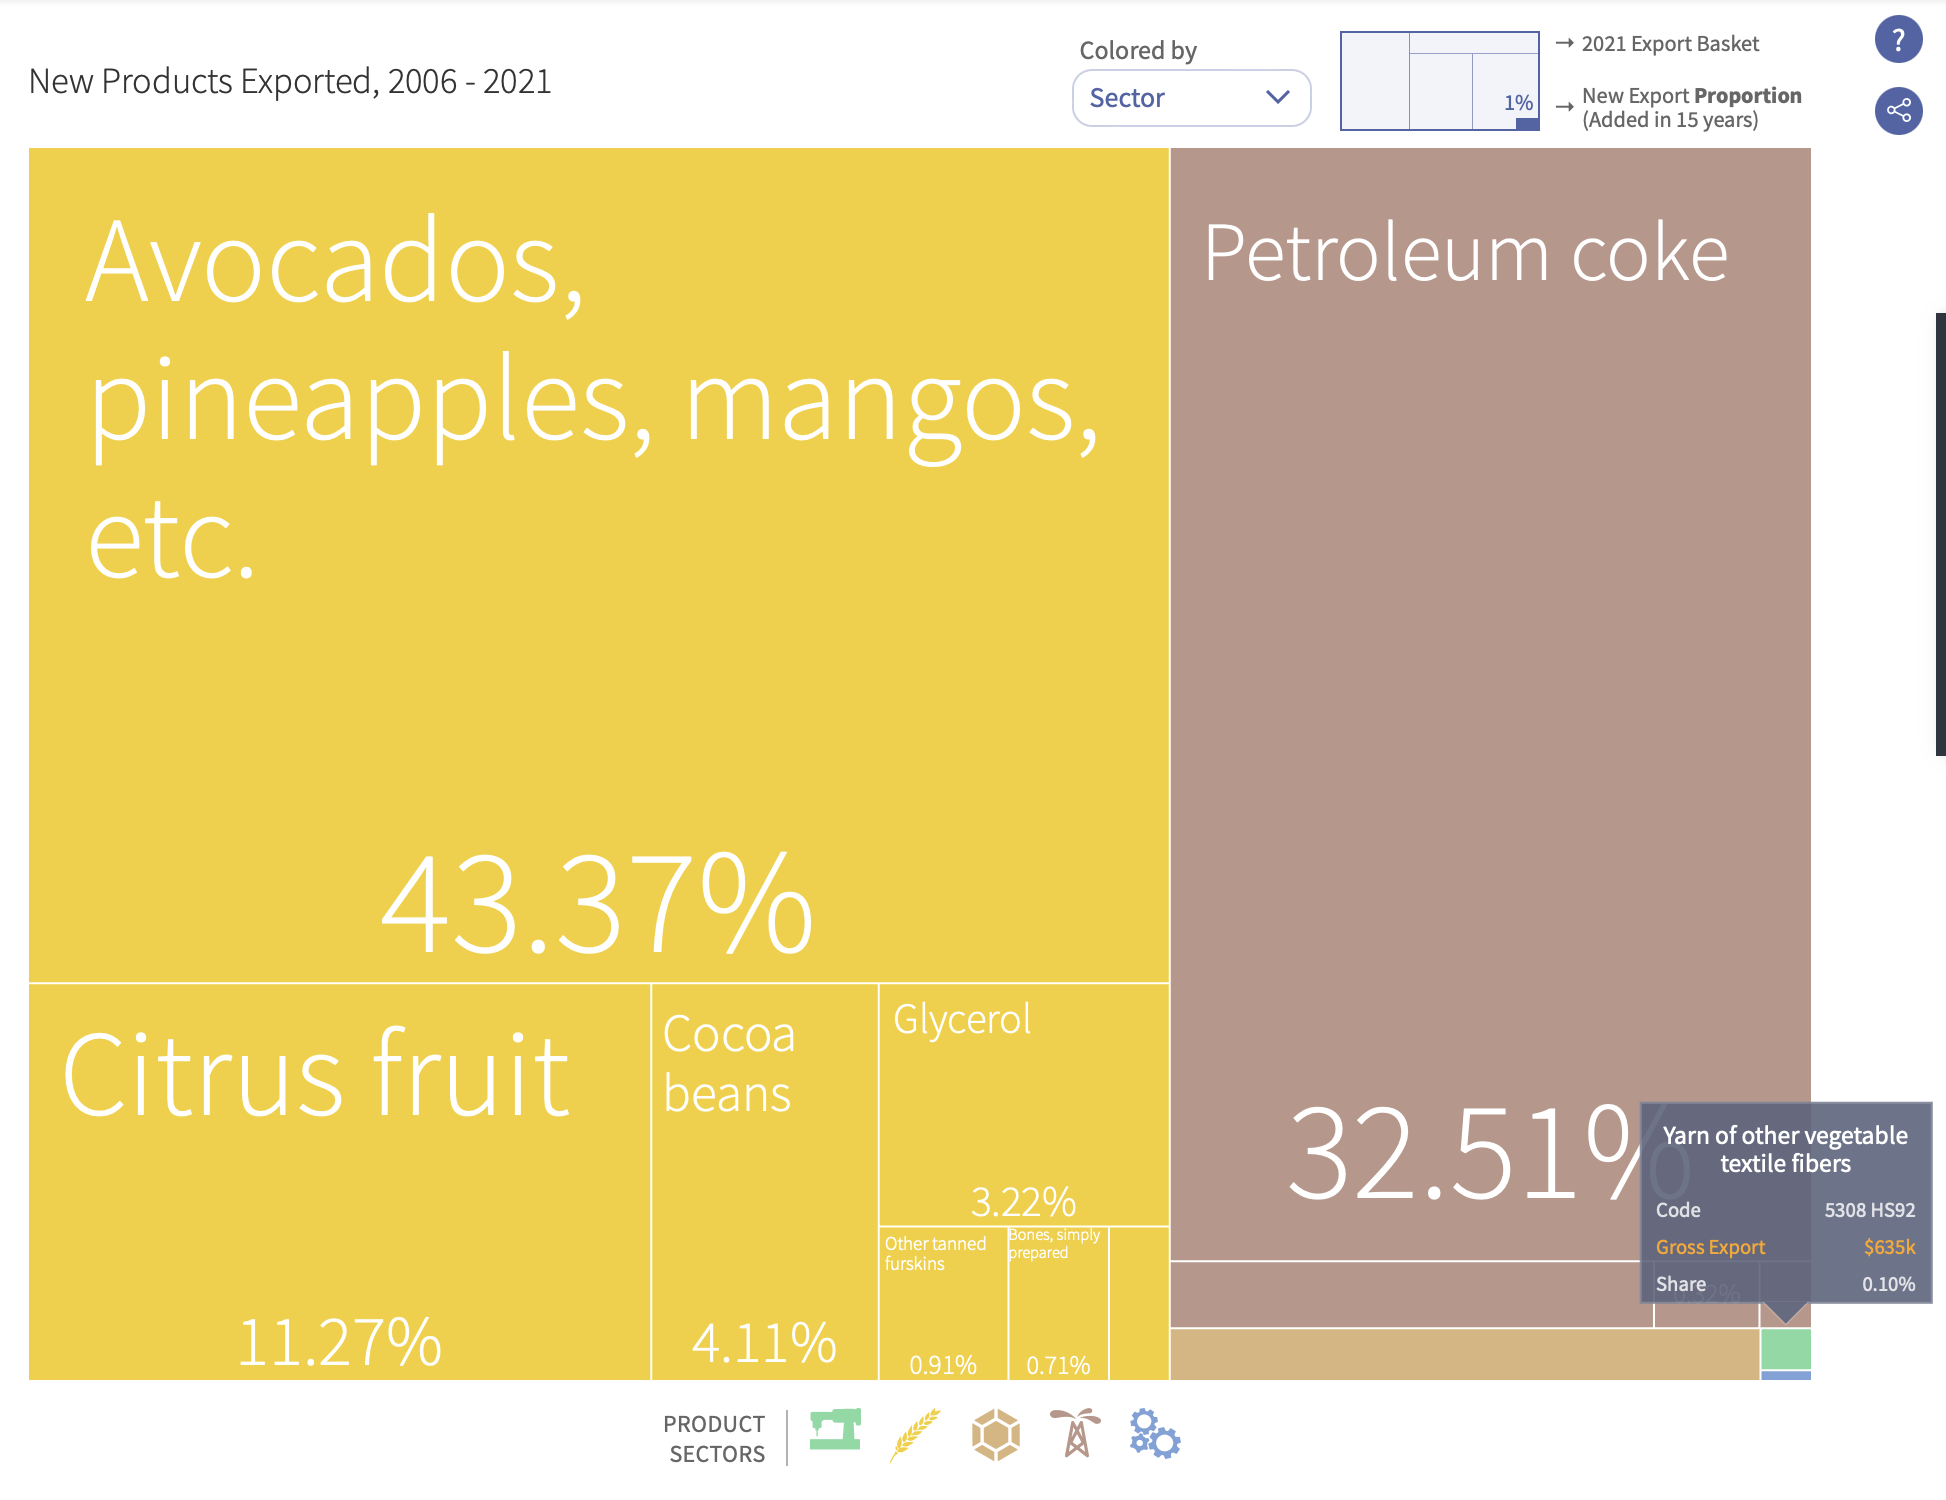 New Products Exported, 2006 - 2021
Colored by
Sector
1%
→ 2021 Export Basket
→ New Export Proportion
(Added in 15 years)
?
Avocados,
pineapples, mangos,
etc.
43.37%
Petroleum coke
32.51%
Citrus fruit
11.27%
Cocoa
beans
4.11%
Glycerol
3.22%
Other tanned
furskins
0.91%
Bones, simply
prepared
0.71%
Yarn of other vegetable
textile fibers
Code 5308 HS92
Gross Export $635k
Share 0.10%
PRODUCT
SECTORS